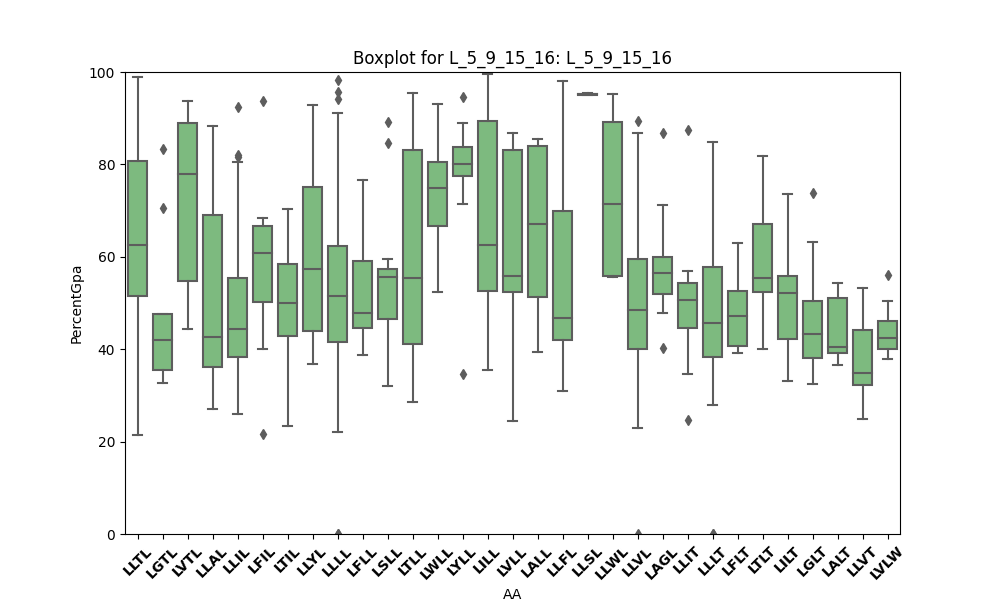 Boxplot for L_5_9_15_16: L_5_9_15_16
PercentGpa
100
80
60
40
20
0
LLTL LGTL LVTL LLAL LLIL LFIL LTIL LLYL LLLL LFLL LSLL LTLL LWLL LYLL LILL LVLL LALL LLFL LLSL LLWL LLVL LAGL LLIT LLLT LFLT LTLT LILT LGLT LALT LLVT LVLW
AA